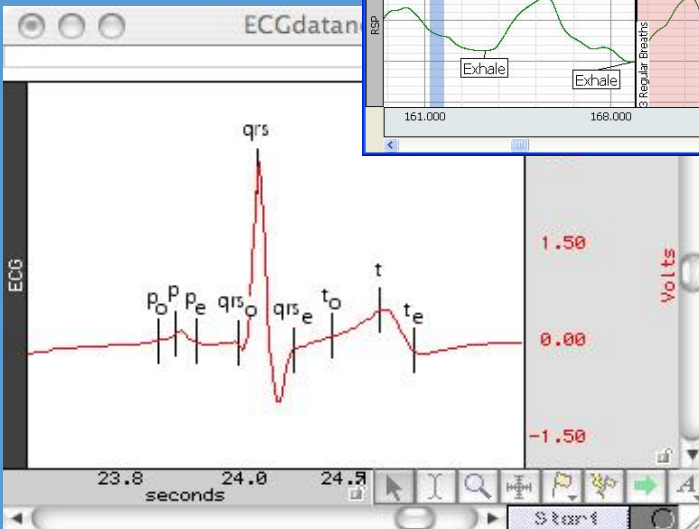 ECGdatan
RSP
Exhale
Exhale
3 Regular Breaths
161.000
168.000
qrs
ECG
po
p
pe
qrso
qrse
to
t
te
1.50
0.00
-1.50
Volts
23.8
24.0
seconds
Start